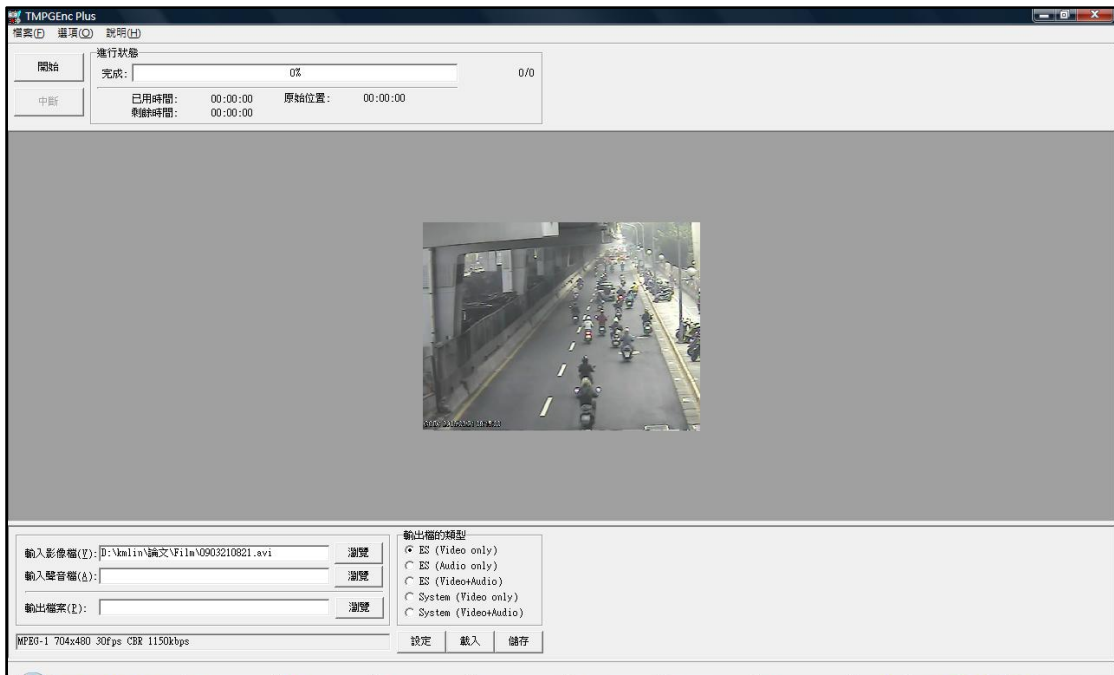 TMPGEnc Plus
檔案(F) 選項(O) 說明(H)
開始
中斷
進行狀態
完成: 0% 0/0
已用時間: 00:00:00 原始位置: 00:00:00
剩餘時間: 00:00:00
輸入影像檔(V): D:\kmlin\論文\Film\0903210821.avi 瀏覽
輸入聲音檔(A): 瀏覽
輸出檔案(P): 瀏覽
輸出檔的類型
ES (Video only)
ES (Audio only)
ES (Video+Audio)
System (Video only)
System (Video+Audio)
MPEG-1 704x480 30fps CBR 1150kbps
設定 載入 儲存